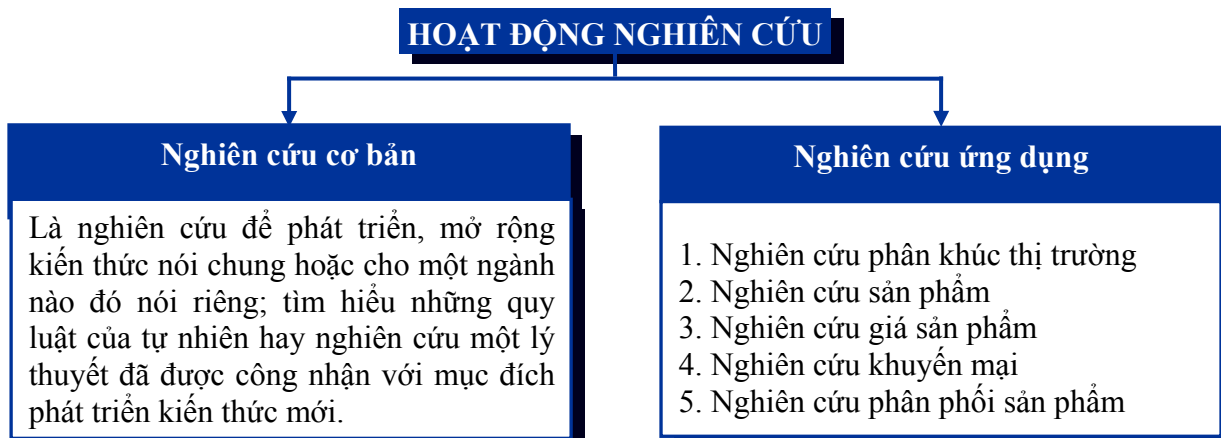 HOẠT ĐỘNG NGHIÊN CỨU
Nghiên cứu cơ bản
Là nghiên cứu để phát triển, mở rộng
kiến thức nói chung hoặc cho một ngành
nào đó nói riêng; tìm hiểu những quy
luật của tự nhiên hay nghiên cứu một lý
thuyết đã được công nhận với mục đích
phát triển kiến thức mới.
Nghiên cứu ứng dụng
1. Nghiên cứu phân khúc thị trường
2. Nghiên cứu sản phẩm
3. Nghiên cứu giá sản phẩm
4. Nghiên cứu khuyến mại
5. Nghiên cứu phân phối sản phẩm